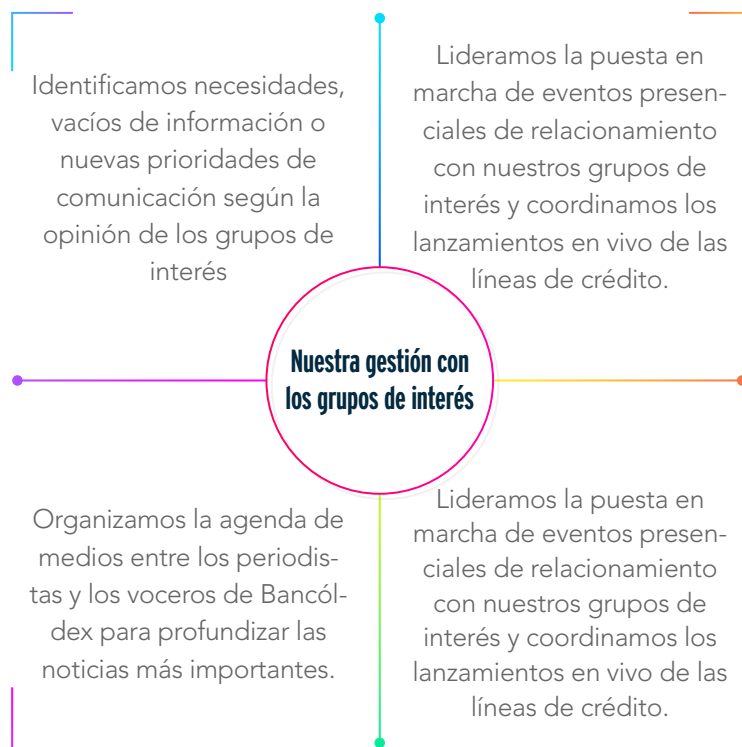 Identificamos necesidades,
vacíos de información o
nuevas prioridades de
comunicación según la
opinión de los grupos de
interés
Lideramos la puesta en
marcha de eventos presen-
ciales de relacionamiento
con nuestros grupos de
interés y coordinamos los
lanzamientos en vivo de las
líneas de crédito.
Nuestra gestión con
los grupos de interés
Organizamos la agenda de
medios entre los periodis-
tas y los voceros de Bancól-
dex para profundizar las
noticias más importantes.
Lideramos la puesta en
marcha de eventos presen-
ciales de relacionamiento
con nuestros grupos de
interés y coordinamos los
lanzamientos en vivo de las
líneas de crédito.